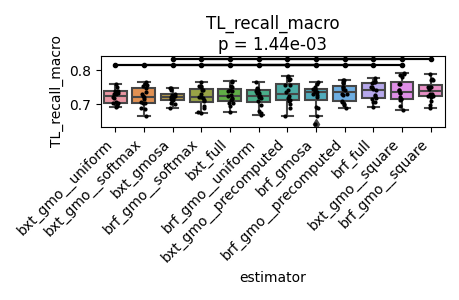 TL_recall_macro
p = 1.44e-03
TL_recall_macro
0.8
0.7
bxt_gmo__uniform
bxt_gmo__softmax
bxt_gmosa
brf_gmo__softmax
bxt_full
brf_gmo__uniform
bxt_gmo__precomputed
brf_gmosa
brf_gmo__precomputed
brf_full
bxt_gmo__square
brf_gmo__square
estimator